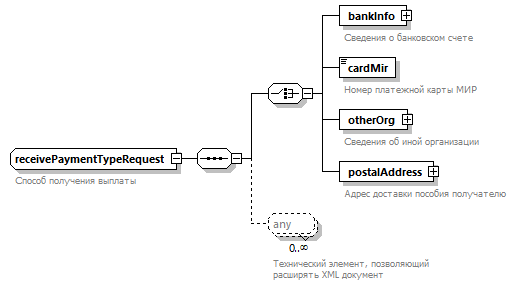 bankInfo
Сведения о банковском счете
cardMir
Номер платежной карты МИР
otherOrg
Сведения об иной организации
receivePaymentTypeRequest
Способ получения выплаты
postalAddress
Адрес доставки пособия получателю
any
0..∞
Технический элемент, позволяющий
расширять XML документ